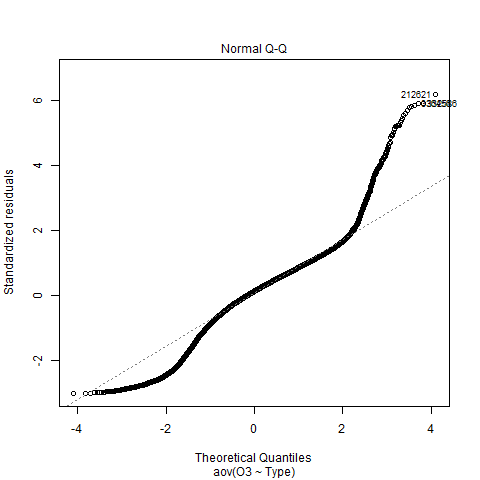 Normal Q-Q
212621
6
4
2
0
-2
Standardized residuals
-4
-2
0
2
4
Theoretical Quantiles
aov(O3 ~ Type)